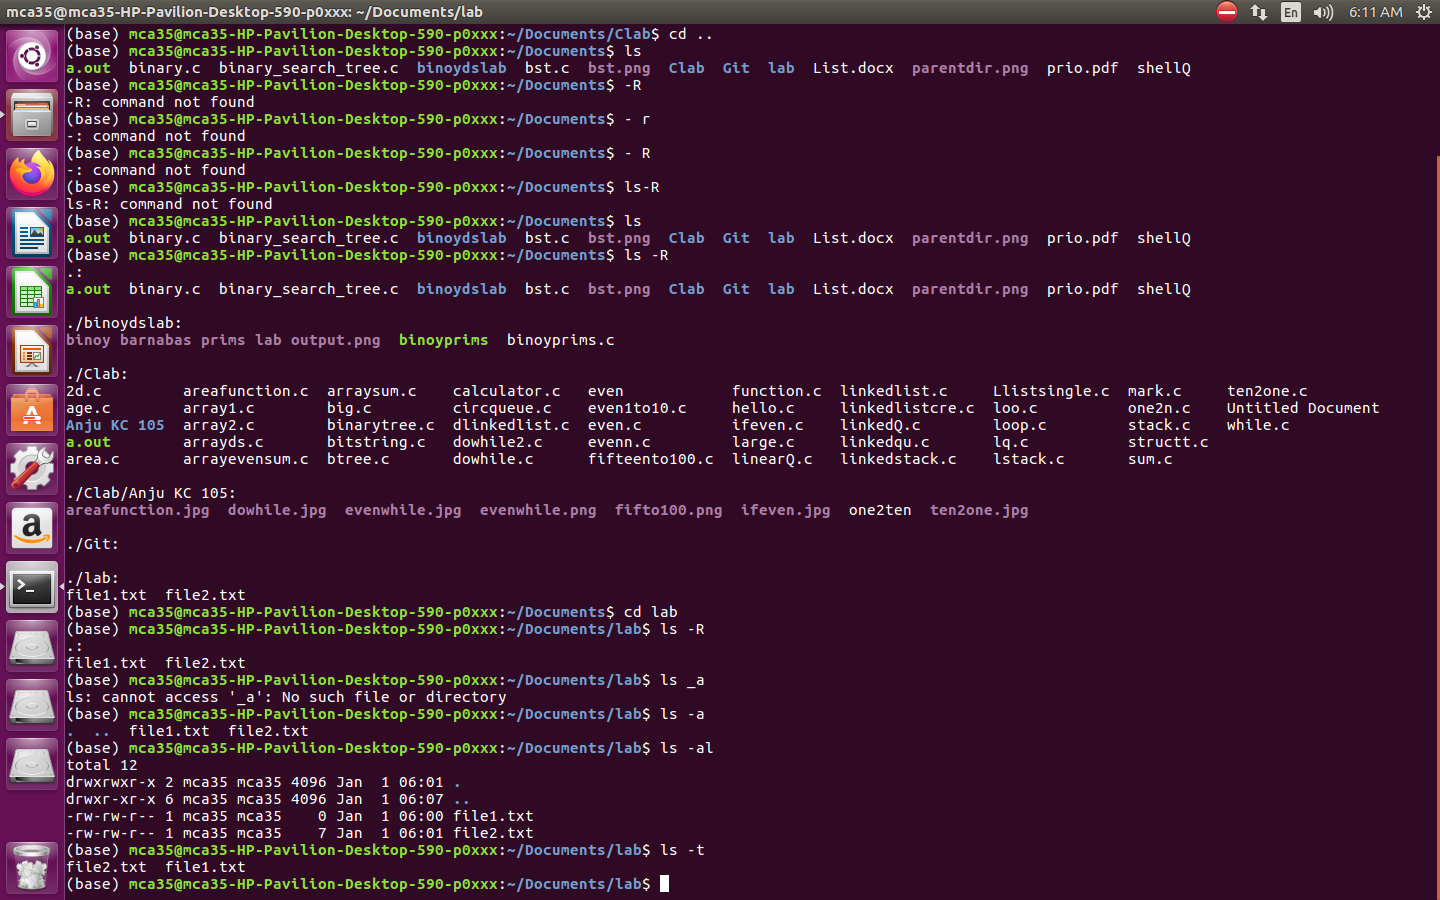 mca35@mca35-HP-Pavilion-Desktop-590-p0xxx: ~/Documents/lab
En
6:11 AM
(base) mca35@mca35-HP-Pavilion-Desktop-590-p0xxx:~/Documents/Clab$ cd ..
(base) mca35@mca35-HP-Pavilion-Desktop-590-p0xxx:~/Documents$ ls
a.out  binary.c  binary_search_tree.c  binoydslab  bst.c  bst.png  Clab  Git  lab  List.docx  parentdir.png  prio.pdf  shellQ
(base) mca35@mca35-HP-Pavilion-Desktop-590-p0xxx:~/Documents$ -R
-R: command not found
(base) mca35@mca35-HP-Pavilion-Desktop-590-p0xxx:~/Documents$ - r
-: command not found
(base) mca35@mca35-HP-Pavilion-Desktop-590-p0xxx:~/Documents$ - R
-: command not found
(base) mca35@mca35-HP-Pavilion-Desktop-590-p0xxx:~/Documents$ ls-R
ls-R: command not found
(base) mca35@mca35-HP-Pavilion-Desktop-590-p0xxx:~/Documents$ ls
a.out  binary.c  binary_search_tree.c  binoydslab  bst.c  bst.png  Clab  Git  lab  List.docx  parentdir.png  prio.pdf  shellQ
(base) mca35@mca35-HP-Pavilion-Desktop-590-p0xxx:~/Documents$ ls -R
.:
a.out  binary.c  binary_search_tree.c  binoydslab  bst.c  bst.png  Clab  Git  lab  List.docx  parentdir.png  prio.pdf  shellQ
./binoydslab:
binoy barnabas prims lab output.png  binoyprims  binoyprims.c
./Clab:
2d.c  areafunction.c  arraysum.c  calculator.c  even  function.c  linkedlist.c  Llistsingle.c  mark.c  ten2one.c
age.c  array1.c  big.c  circqueue.c  even1to10.c  hello.c  linkedlistcre.c  loo.c  one2n.c  Untitled Document
Anju KC 105  array2.c  binarytree.c  dlinkedlist.c  even.c  ifeven.c  linkedQ.c  loop.c  stack.c  while.c
a.out  arrayds.c  bitstring.c  dowhile2.c  evenn.c  large.c  linkedqu.c  lq.c  structt.c
area.c  arrayevensum.c  btree.c  dowhile.c  fifteento100.c  linearQ.c  linkedstack.c  lstack.c  sum.c
./Clab/Anju KC 105:
areafunction.jpg  dowhile.jpg  evenwhile.jpg  evenwhile.png  fifto100.png  ifeven.jpg  one2ten  ten2one.jpg
./Git:
./lab:
file1.txt  file2.txt
(base) mca35@mca35-HP-Pavilion-Desktop-590-p0xxx:~/Documents$ cd lab
(base) mca35@mca35-HP-Pavilion-Desktop-590-p0xxx:~/Documents/lab$ ls -R
.:
file1.txt  file2.txt
(base) mca35@mca35-HP-Pavilion-Desktop-590-p0xxx:~/Documents/lab$ ls _a
ls: cannot access '_a': No such file or directory
(base) mca35@mca35-HP-Pavilion-Desktop-590-p0xxx:~/Documents/lab$ ls -a
.  ..  file1.txt  file2.txt
(base) mca35@mca35-HP-Pavilion-Desktop-590-p0xxx:~/Documents/lab$ ls -al
total 12
drwxrwxr-x 2 mca35 mca35 4096 Jan  1 06:01 .
drwxr-xr-x 6 mca35 mca35 4096 Jan  1 06:07 ..
-rw-rw-r-- 1 mca35 mca35    0 Jan  1 06:00 file1.txt
-rw-rw-r-- 1 mca35 mca35    7 Jan  1 06:01 file2.txt
(base) mca35@mca35-HP-Pavilion-Desktop-590-p0xxx:~/Documents/lab$ ls -t
file2.txt  file1.txt
(base) mca35@mca35-HP-Pavilion-Desktop-590-p0xxx:~/Documents/lab$